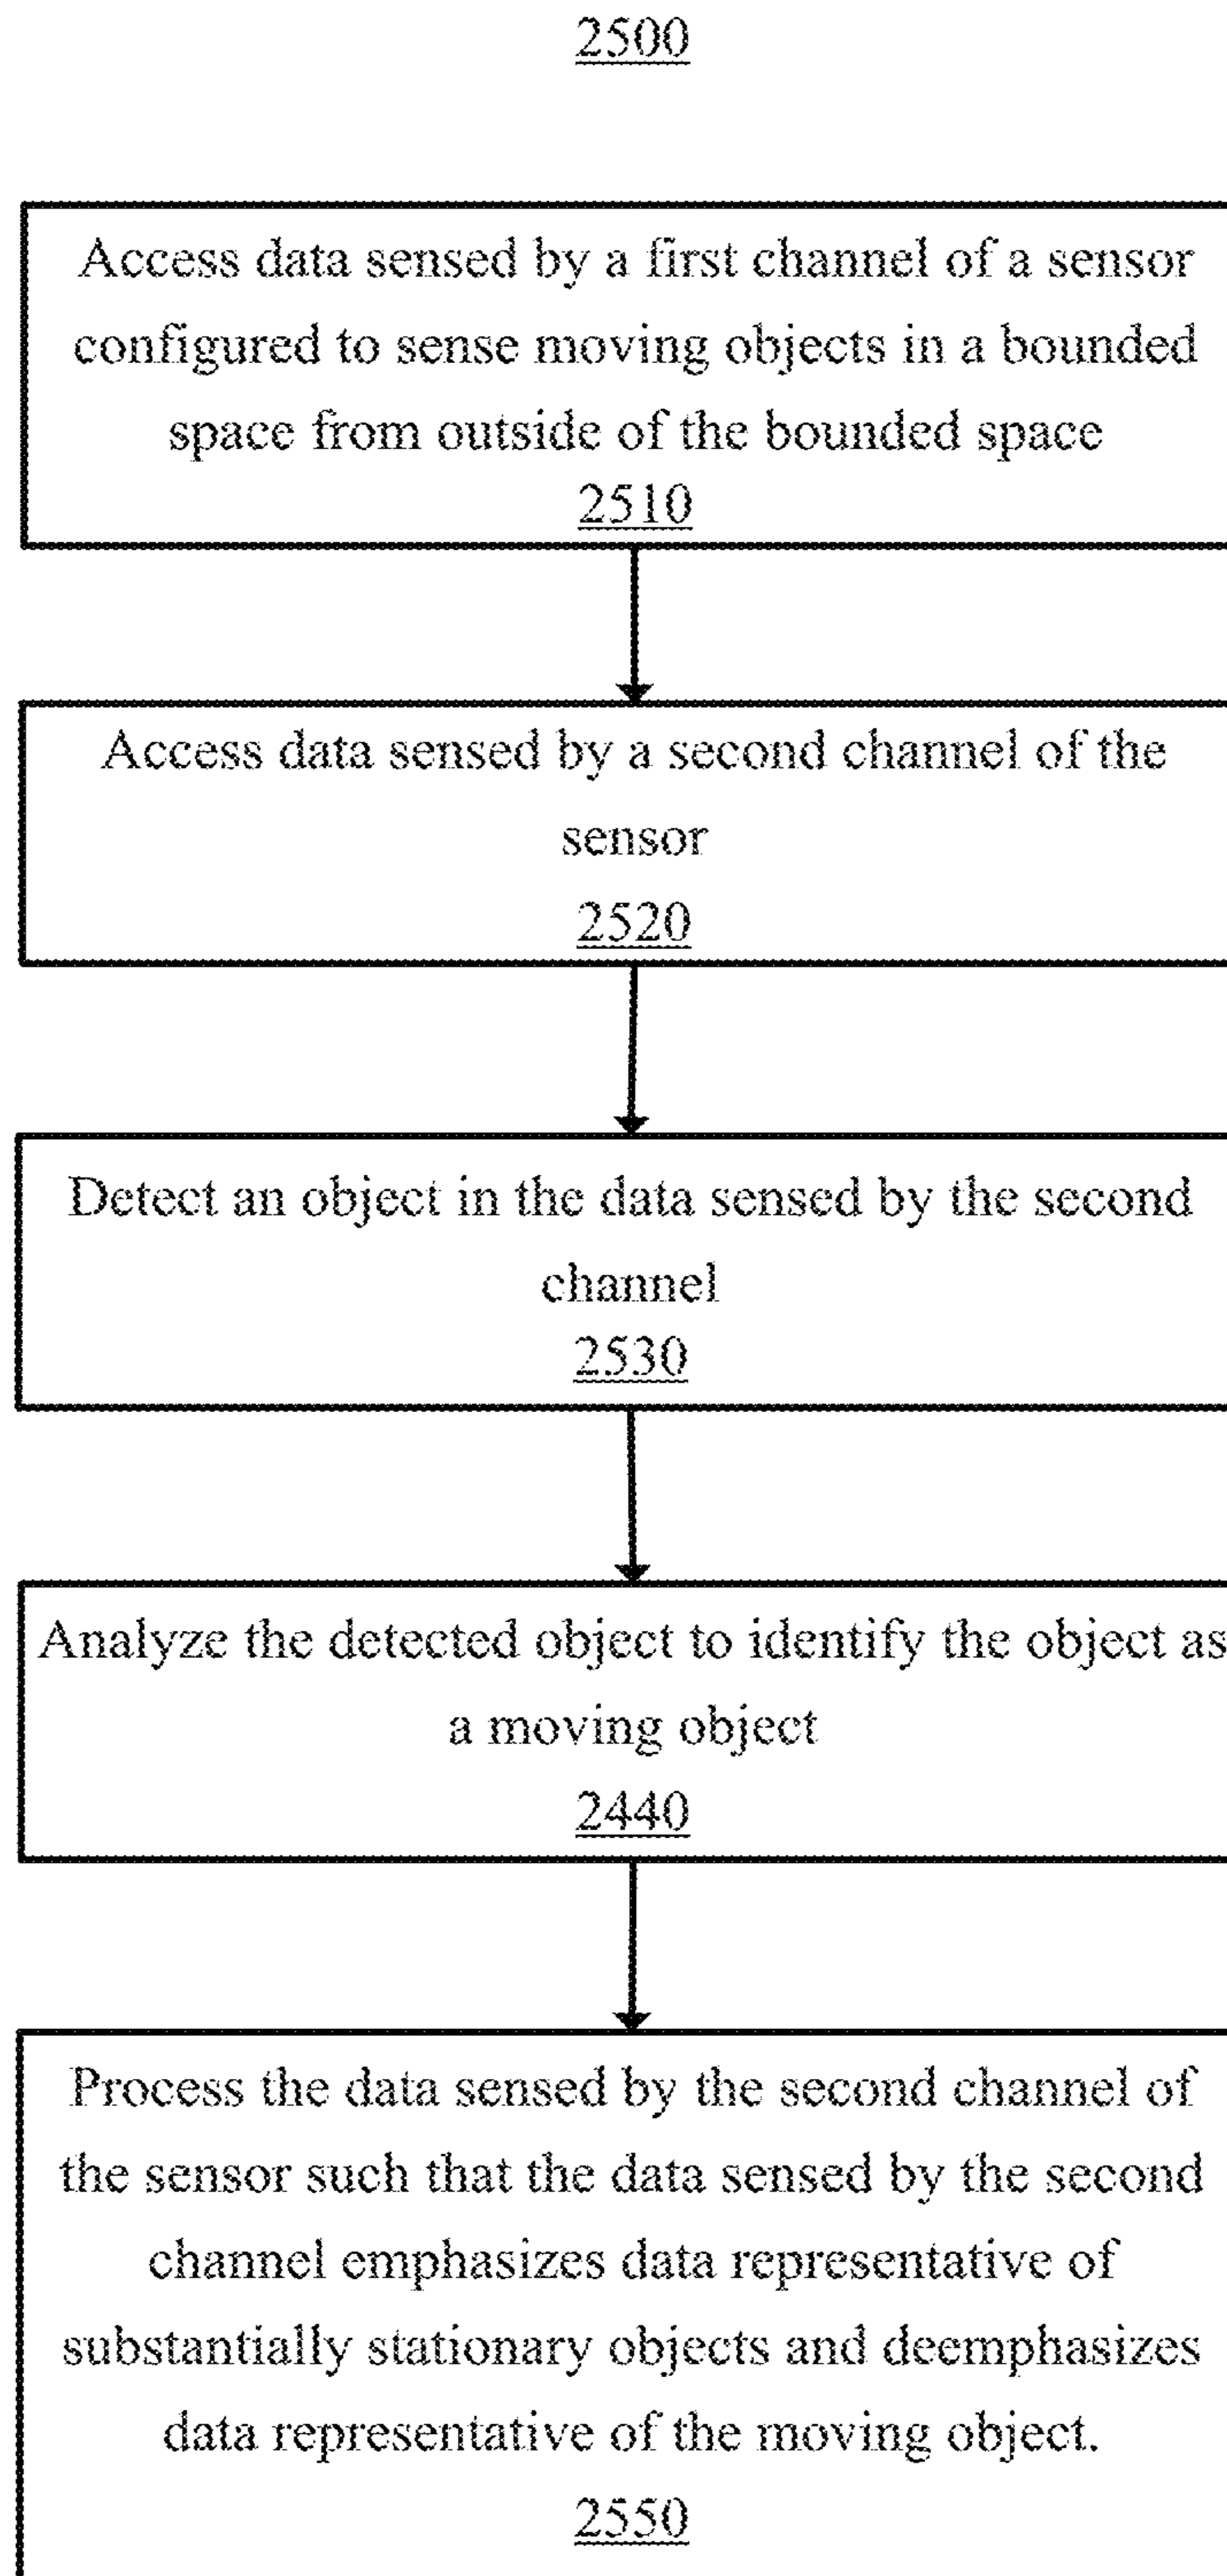 2500
Access data sensed by a first channel of a sensor
configured to sense moving objects in a bounded
space from outside of the bounded space
2510
Access data sensed by a second channel of the
sensor
2520
Detect an object in the data sensed by the second
channel
2530
Analyze the detected object to identify the object as
a moving object
2440
Process the data sensed by the second channel of
the sensor such that the data sensed by the second
channel emphasizes data representative of
substantially stationary objects and deemphasizes
data representative of the moving object.
2550